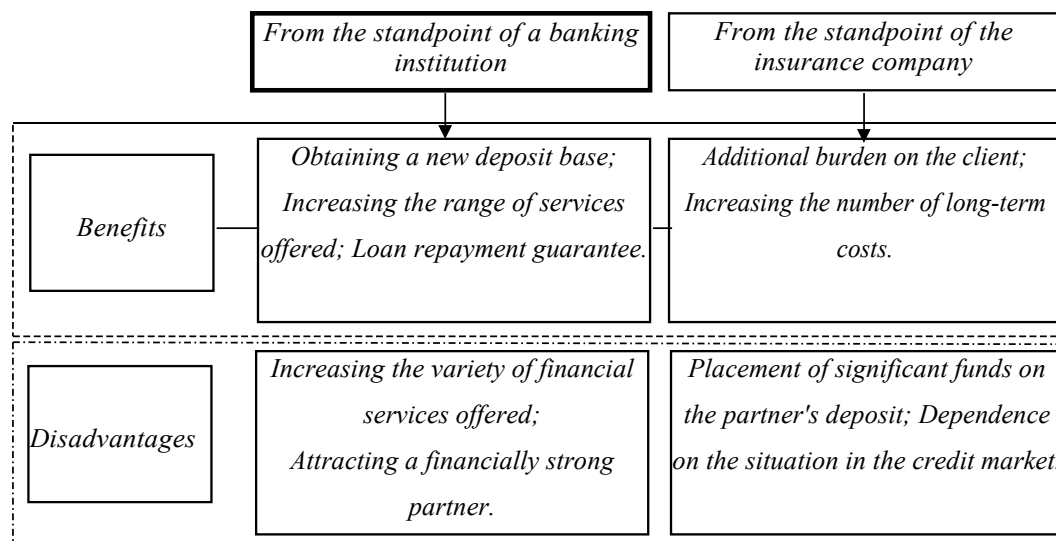 From the standpoint of a banking
institution
From the standpoint of the
insurance company
Benefits
Obtaining a new deposit base;
Increasing the range of services
offered; Loan repayment guarantee.
Additional burden on the client;
Increasing the number of long-term
costs.
Disadvantages
Increasing the variety of financial
services offered;
Attracting a financially strong
partner.
Placement of significant funds on
the partner's deposit; Dependence
on the situation in the credit market.